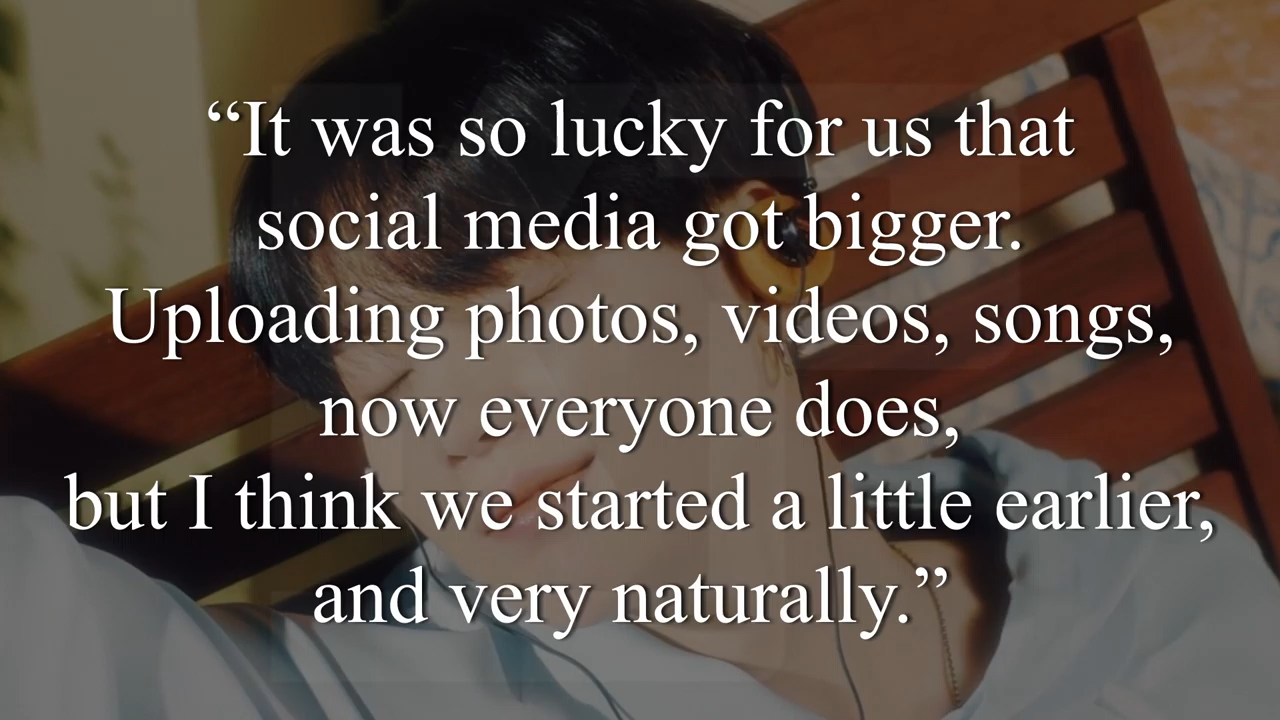 “It was so lucky for us that
social media got bigger.
Uploading photos, videos, songs,
now everyone does,
but I think we started a little earlier,
and very naturally.”